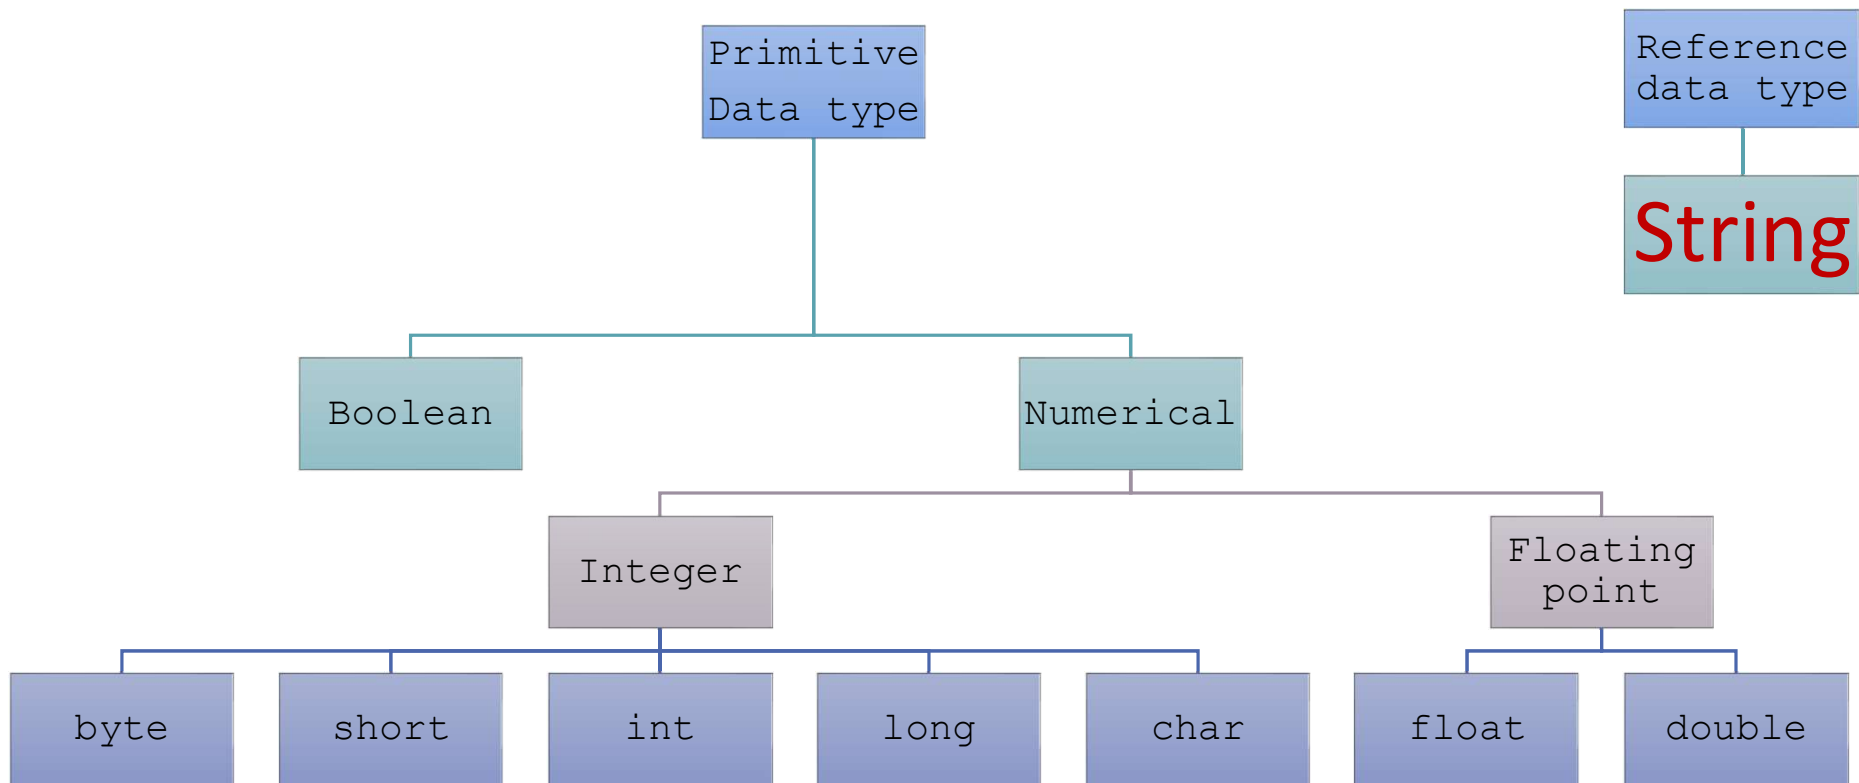 Primitive
Data type
Reference
data type
String
Boolean
Numerical
Integer
Floating
point
byte
short
int
long
char
float
double